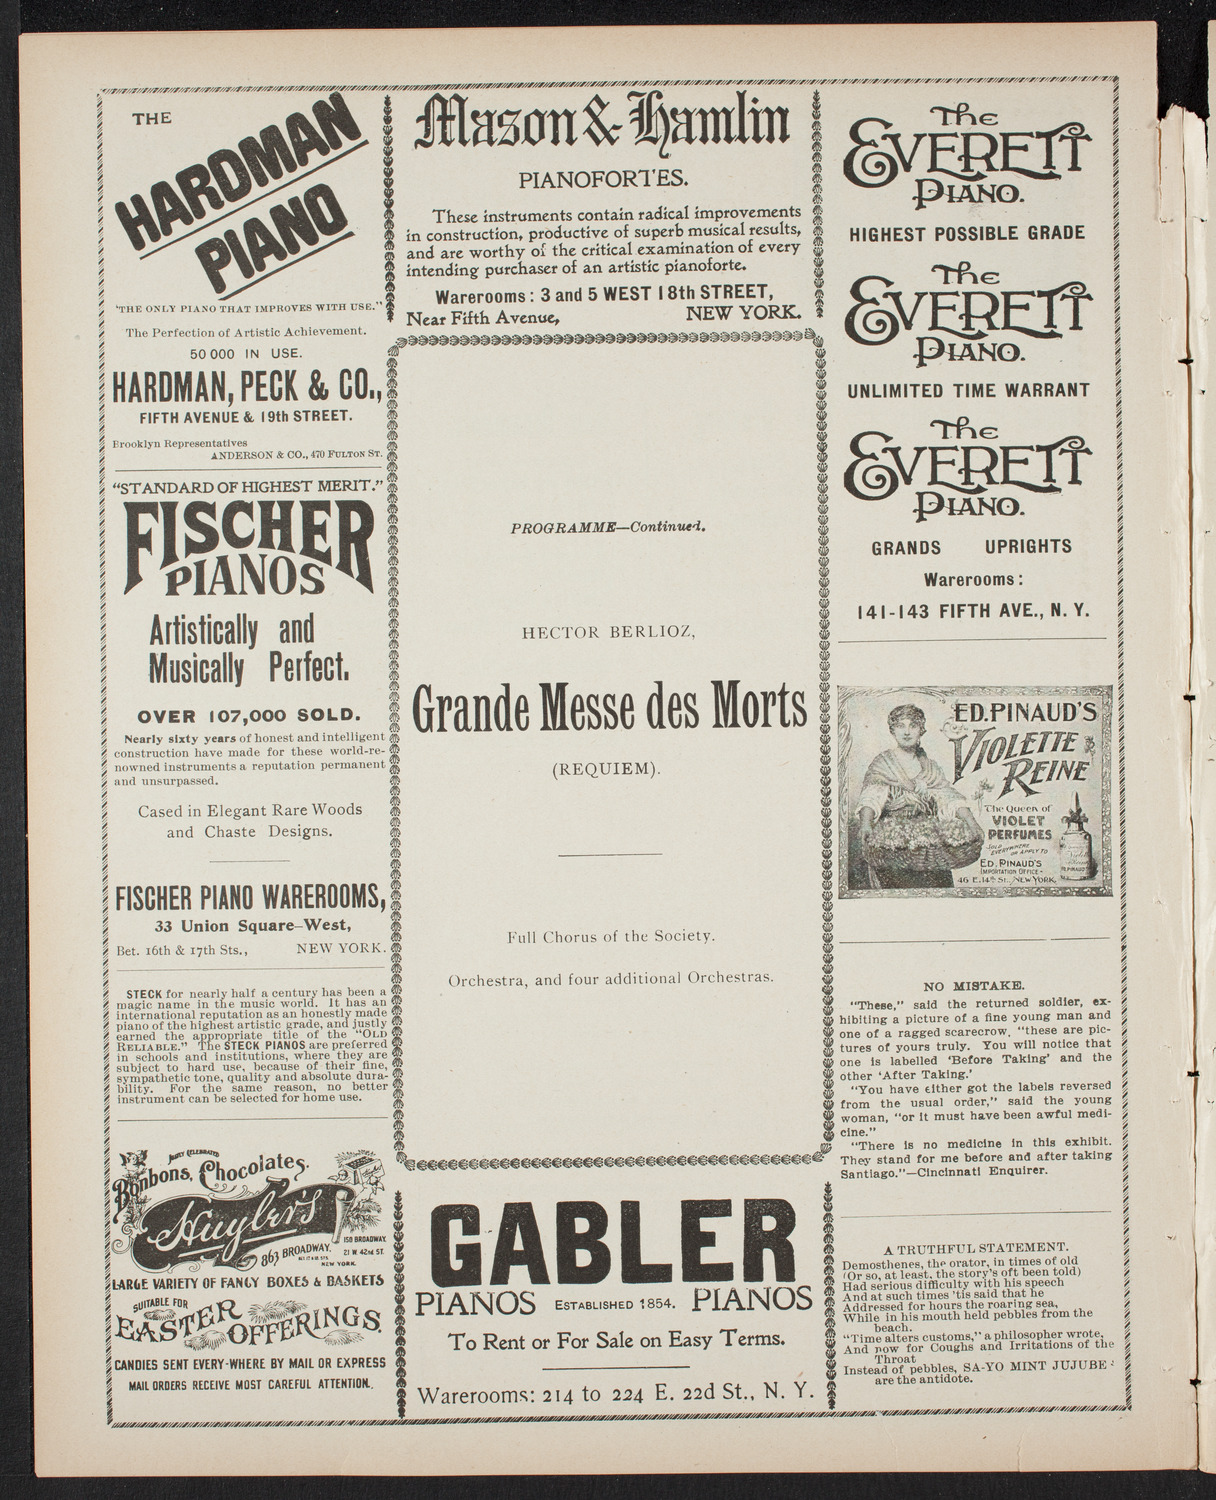 THE
HARDMAN
PIANO
"THE ONLY PIANO THAT IMPROVES WITH USE."
The Perfection of Artistic Achievement.
50 000 IN USE.
HARDMAN, PECK & CO.,
FIFTH AVENUE & 19th STREET.
Brooklyn Representatives
ANDERSON & CO., 470 FULTON ST.
"STANDARD OF HIGHEST MERIT."
FISCHER
PIANOS
Artistically and
Musically Perfect.
OVER 107,000 SOLD.
Nearly sixty years of honest and intelligent
construction have made for these world-re-
nowned instruments a reputation permanent
and unsurpassed.
Cased in Elegant Rare Woods
and Chaste Designs.
FISCHER PIANO WAREROOMS,
33 Union Square-West,
Bet. 16th & 17th Sts., NEW YORK.
STECK for nearly half a century has been a
magic name in the music world. It has an
international reputation as an honestly made
piano of the highest artistic grade, and justly
earned the appropriate title of the "OLD
RELIABLE." The STECK PIANOS are preferred
in schools and institutions, where they are
subject to hard use, because of their fine,
sympathetic tone, quality and absolute dura-
bility. For the same reason, no better
instrument can be selected for home use.
JUSTLY CELEBRATED
Bonbons, Chocolates.
Huyler's
863 BROADWAY.
NEW YORK.
150 BROADWAY.
21 W. 42nd ST.
LARGE VARIETY OF FANCY BOXES & BASKETS
SUITABLE FOR
EASTER OFFERINGS.
CANDIES SENT EVERY-WHERE BY MAIL OR EXPRESS
MAIL ORDERS RECEIVE MOST CAREFUL ATTENTION.
Mason & Hamlin
PIANOFORTES.
These instruments contain radical improvements
in construction, productive of superb musical results,
and are worthy of the critical examination of every
intending purchaser of an artistic pianoforte.
Warerooms: 3 and 5 WEST 18th STREET,
Near Fifth Avenue, NEW YORK.
PROGRAMME—Continued.
HECTOR BERLIOZ,
Grande Messe des Morts
(REQUIEM).
Full Chorus of the Society.
Orchestra, and four additional Orchestras.
GABLER
PIANOS ESTABLISHED 1854. PIANOS
To Rent or For Sale on Easy Terms.
Warerooms: 214 to 224 E. 22d St., N. Y.
The
EVERETT
PIANO.
HIGHEST POSSIBLE GRADE
The
EVERETT
PIANO.
UNLIMITED TIME WARRANT
The
EVERETT
PIANO.
GRANDS UPRIGHTS
Warerooms:
141-143 FIFTH AVE., N. Y.
ED. PINAUD'S
VIOLETTE
REINE
The Queen of
VIOLET
PERFUMES
SOLD
EVERYWHERE
OR APPLY TO
ED. PINAUD'S
IMPORTATION OFFICE
46 E. 14th ST. NEW YORK.
NO MISTAKE.
"These," said the returned soldier, ex-
hibiting a picture of a fine young man and
one of a ragged scarecrow, "these are pic-
tures of yours truly. You will notice that
one is labelled 'Before Taking' and the
other 'After Taking.'
"You have either got the labels reversed
from the usual order," said the young
woman, "or it must have been awful medi-
cine."
"There is no medicine in this exhibit.
They stand for me before and after taking
Santiago."—Cincinnati Enquirer.
A TRUTHFUL STATEMENT.
Demosthenes, the orator, in times of old
(Or so, at least, the story's oft been told)
Had serious difficulty with his speech
And at such times 'tis said that he
Addressed for hours the roaring sea,
While in his mouth held pebbles from the
beach.
"Time alters customs," a philosopher wrote,
And now for Coughs and Irritations of the
Throat
Instead of pebbles, SA-YO MINT JUJUBE
are the antidote.